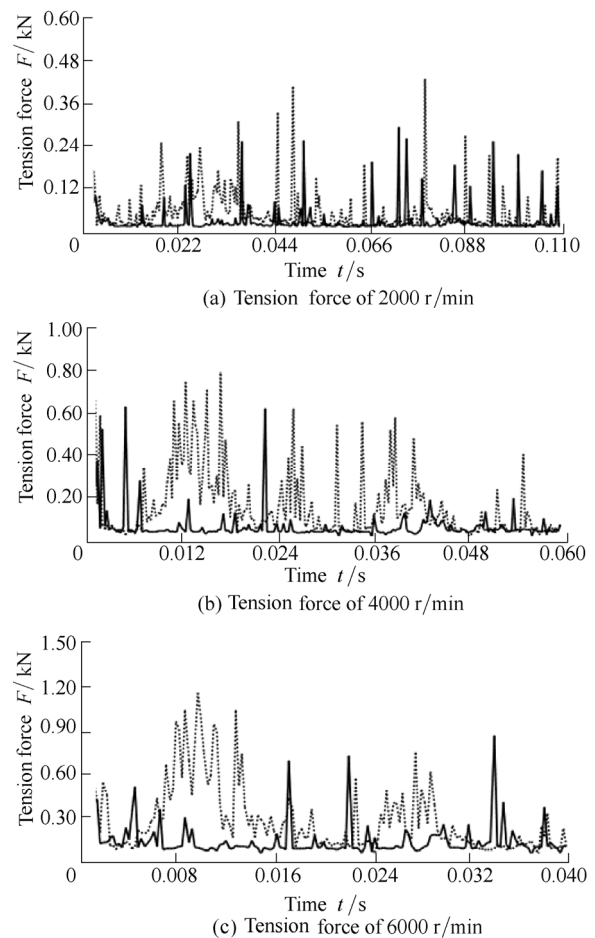 0.60
0.48
0.36
0.24
0.12
Tension force F/kN
0 0.022 0.044 0.066 0.088 0.110
Time t/s
(a) Tension force of 2000 r/min
1.00
0.80
0.60
0.40
0.20
Tension force F/kN
0 0.012 0.024 0.036 0.048 0.060
Time t/s
(b) Tension force of 4000 r/min
1.50
1.20
0.90
0.60
0.30
Tension force F/kN
0 0.008 0.016 0.024 0.032 0.040
Time t/s
(c) Tension force of 6000 r/min